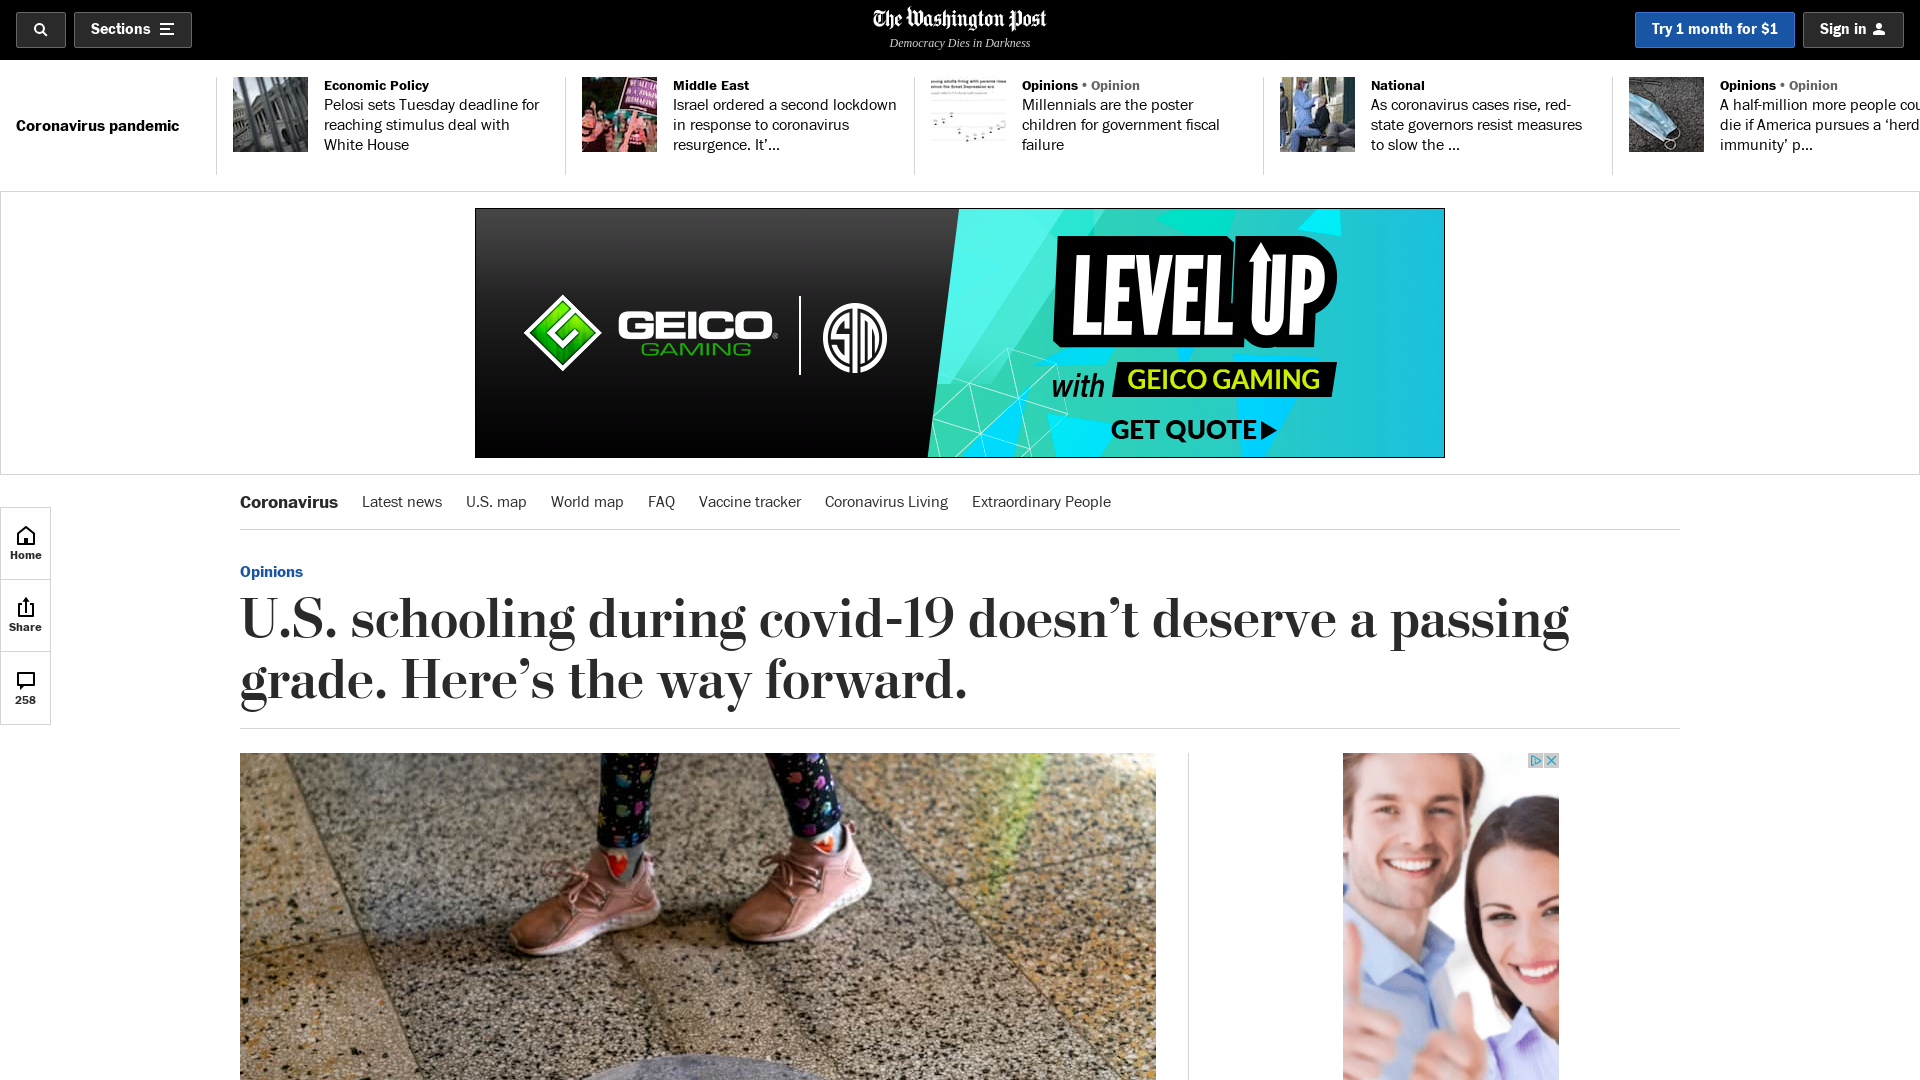 Sections
The Washington Post
Democracy Dies in Darkness
Try 1 month for $1
Sign in
Coronavirus pandemic
Economic Policy
Pelosi sets Tuesday deadline for
reaching stimulus deal with
White House
Middle East
Israel ordered a second lockdown
in response to coronavirus
resurgence. It’s...
Opinions • Opinion
Millennials are the poster
children for government fiscal
failure
National
As coronavirus cases rise, red-
state governors resist measures
to slow the ...
Opinions • Opinion
A half-million more people cou
die if America pursues a ‘herd
immunity’ p...
GEICO
GAMING
TSM
LEVEL UP
with GEICO GAMING
GET QUOTE
Coronavirus
Latest news
U.S. map
World map
FAQ
Vaccine tracker
Coronavirus Living
Extraordinary People
Home
Share
258
Opinions
U.S. schooling during covid-19 doesn’t deserve a passing
grade. Here’s the way forward.